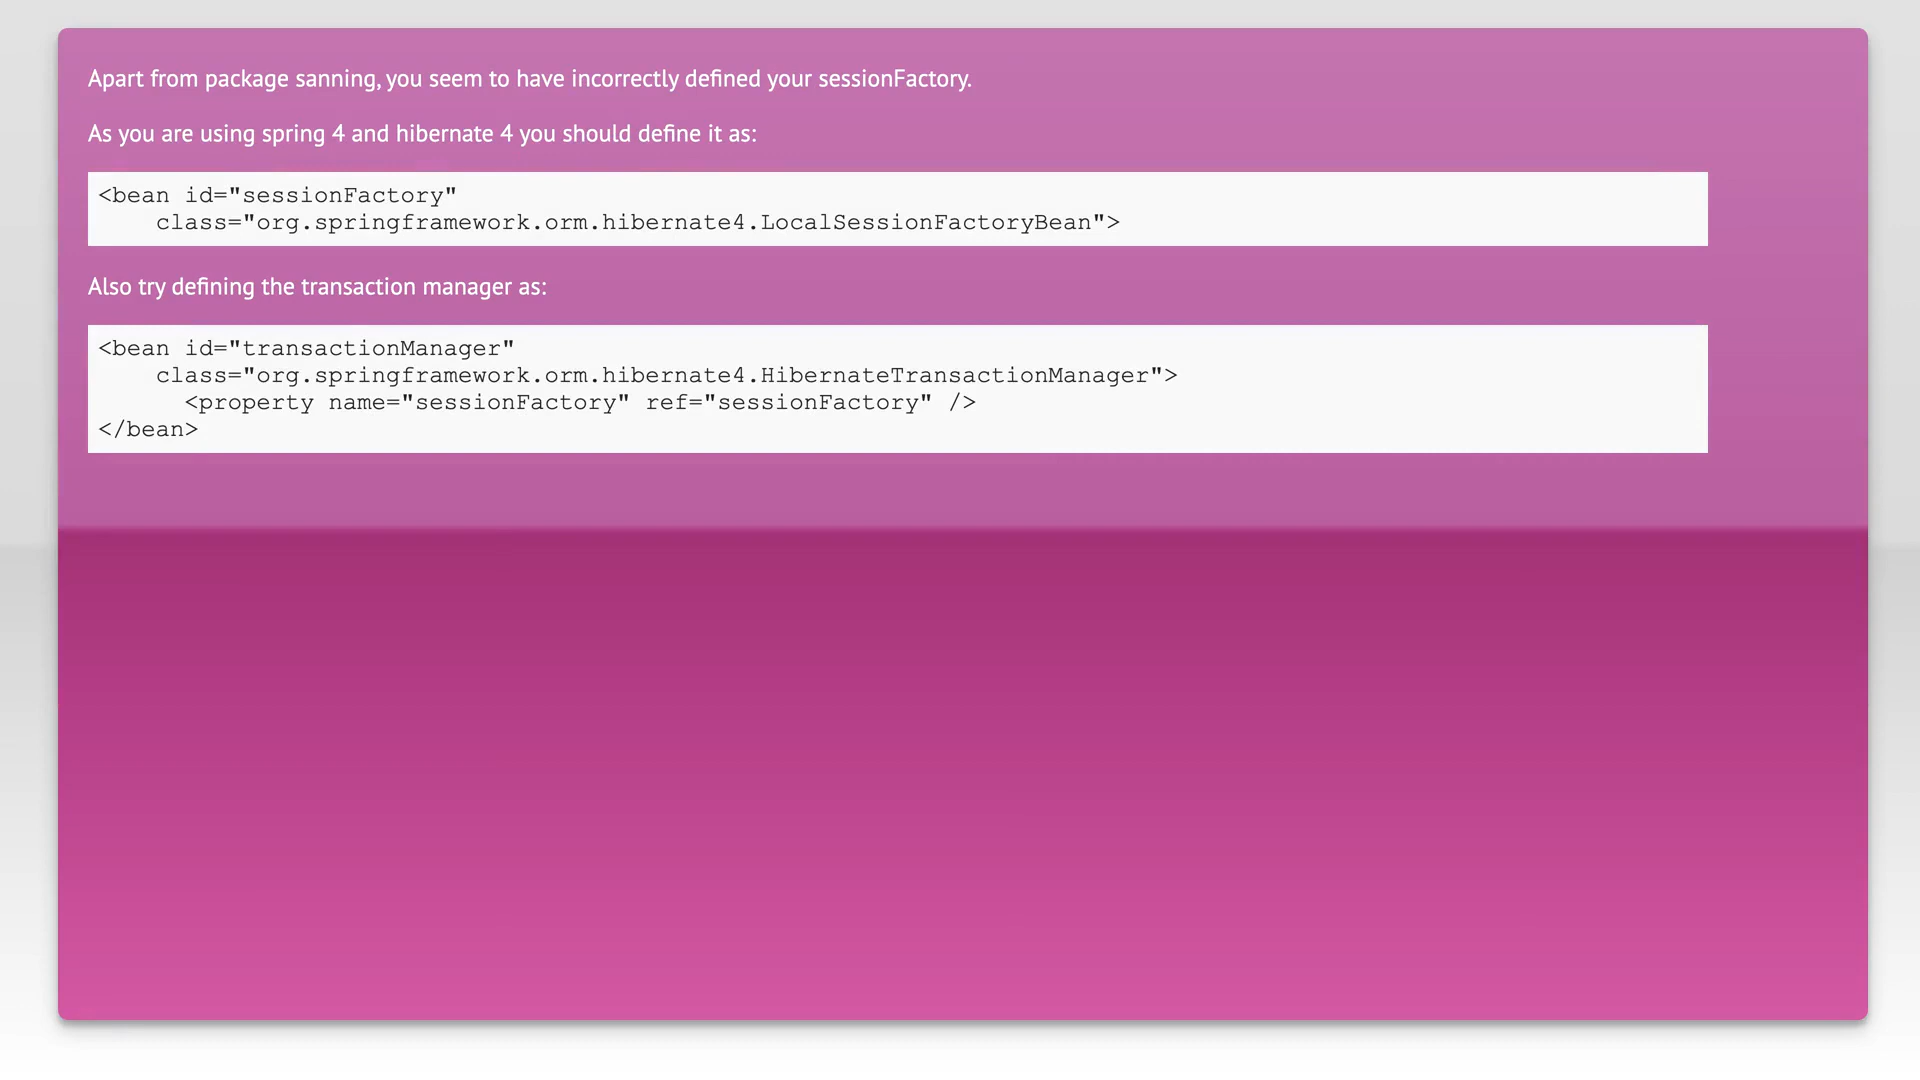 Apart from package sanning, you seem to have incorrectly defined your sessionFactory.
As you are using spring 4 and hibernate 4 you should define it as:
<bean id="sessionFactory"
    class="org.springframework.orm.hibernate4.LocalSessionFactoryBean">
Also try defining the transaction manager as:
<bean id="transactionManager"
    class="org.springframework.orm.hibernate4.HibernateTransactionManager">
      <property name="sessionFactory" ref="sessionFactory" />
</bean>